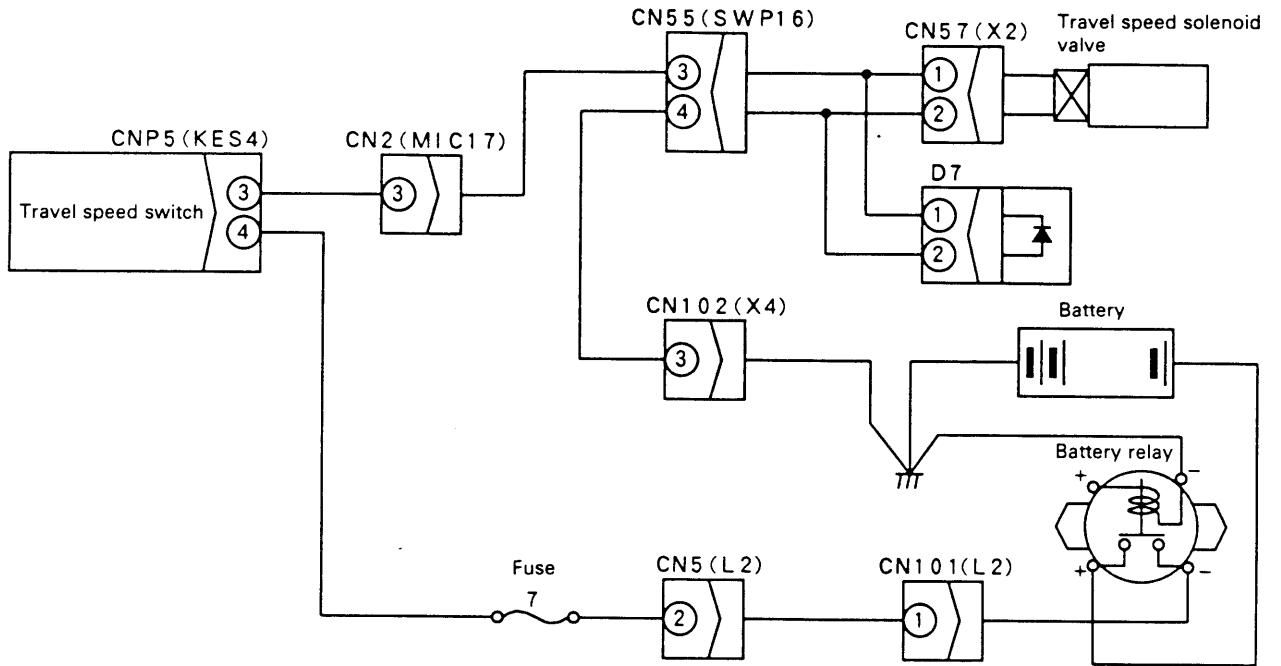 CN55(SWP16)
3
4
CN57(X2)
1
2
Travel speed solenoid
valve
CNP5(KES4)
Travel speed switch
3
4
CN2(MIC17)
3
D7
1
2
CN102(X4)
3
Battery
Battery relay
+
−
+
−
Fuse
7
CN5(L2)
2
CN101(L2)
1